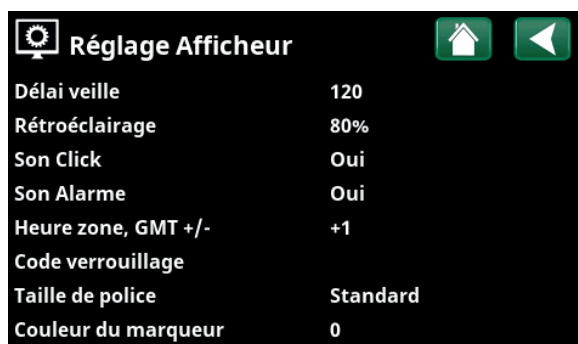 Réglage Afficheur
Délai veille 120
Rétroéclairage 80%
Son Click Oui
Son Alarme Oui
Heure zone, GMT +/- +1
Code verrouillage
Taille de police Standard
Couleur du marqueur 0